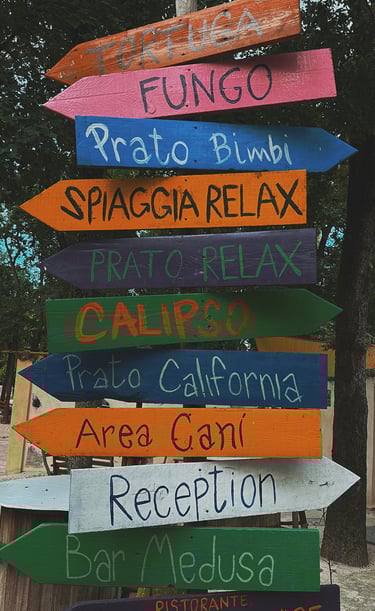 TORTUGA
FUNGO
Prato Bimbi
SPIAGGIA RELAX
PRATO RELAX
CALIPSO
Prato California
Area Cani
Reception
Bar Medusa
RISTORANTE